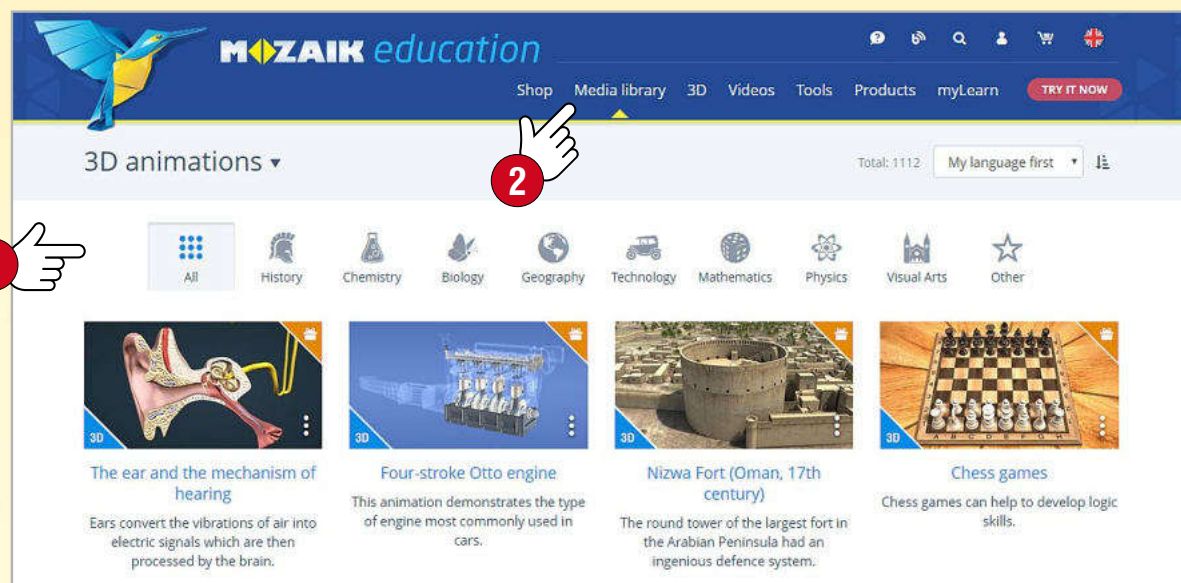 MOZAIK education
Shop Media library 3D Videos Tools Products myLearn TRY IT NOW
2
3D animations
Total: 1112 My language first
All History Chemistry Biology Geography Technology Mathematics Physics Visual Arts Other
3D 3D 3D 3D
A B C D E F G H
The ear and the mechanism of
hearing
Ears convert the vibrations of air into
electric signals which are then
processed by the brain.
Four-stroke Otto engine
This animation demonstrates the type
of engine most commonly used in
cars.
Nizwa Fort (Oman, 17th
century)
The round tower of the largest fort in
the Arabian Peninsula had an
ingenious defence system.
Chess games
Chess games can help to develop logic
skills.